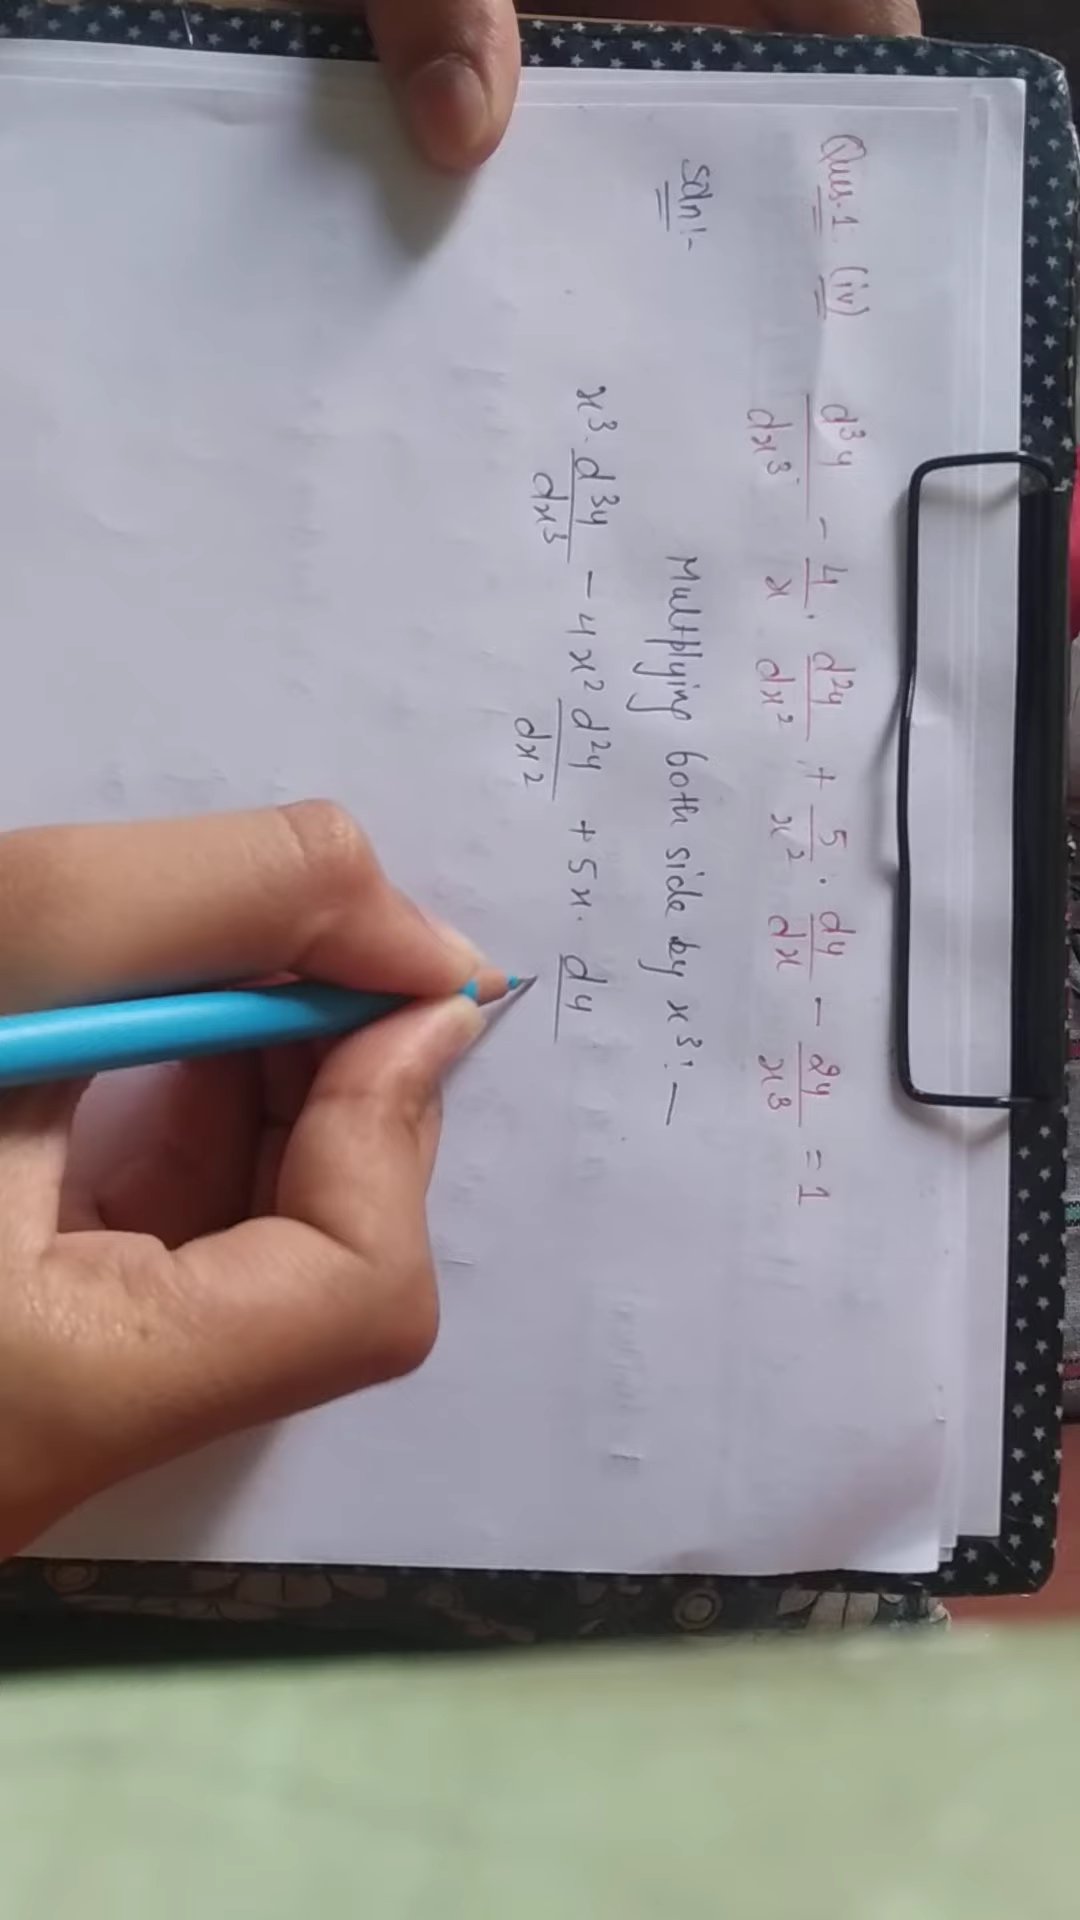 Ques.1. (iv) d³y/dx³ - 4/x . d²y/dx² + 5/x² . dy/dx - 2y/x³ = 1
Soln:- Multplying both side by x³:—
x³. d³y/dx³ - 4x² d²y/dx² + 5x. dy